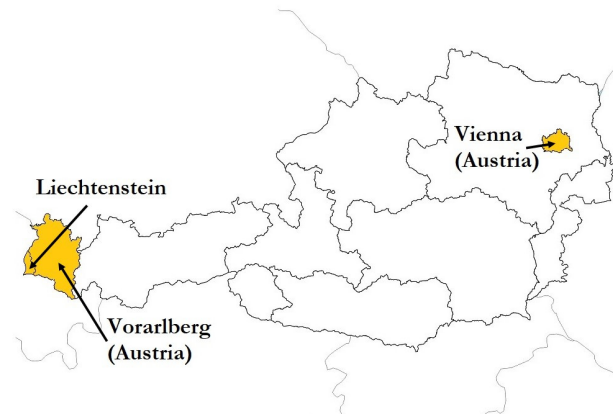 Vienna
(Austria)
Liechtenstein
Vorarlberg
(Austria)